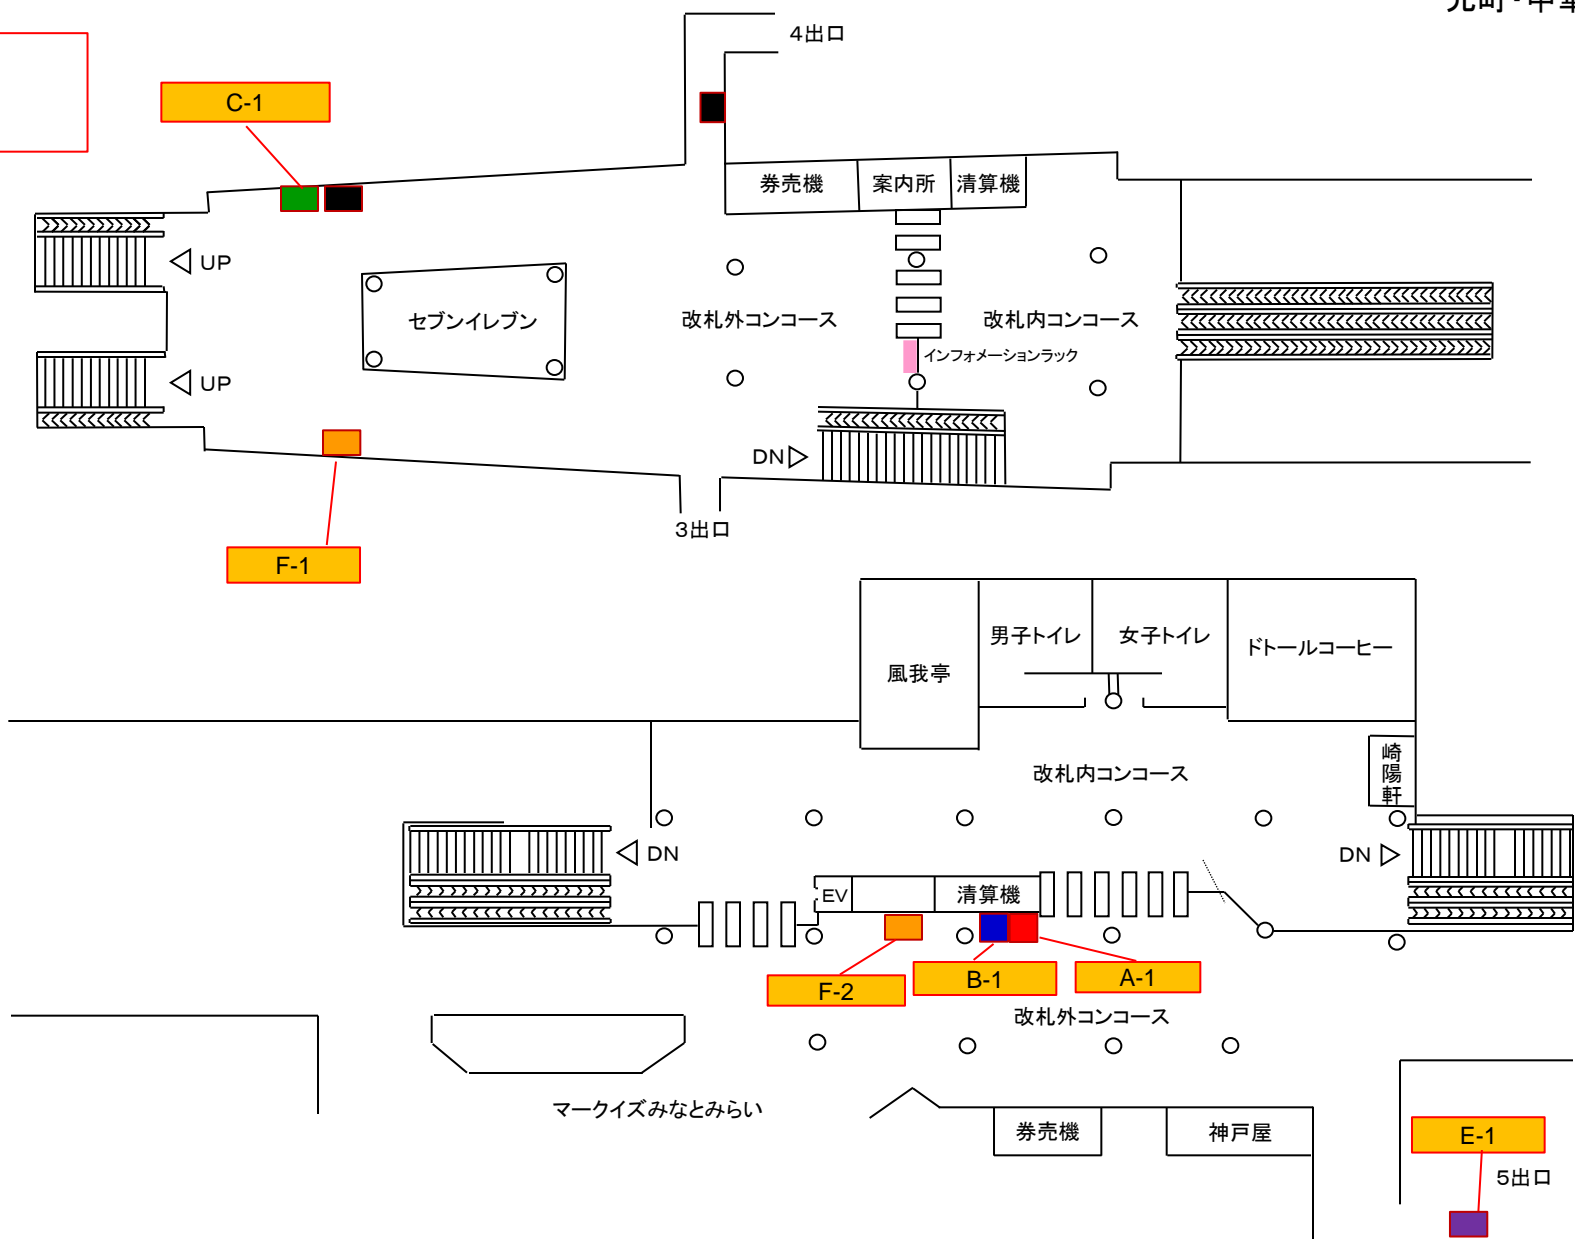 元町・中華
4出口
C-1
券売機
案内所
清算機
UP
セブンイレブン
改札外コンコース
改札内コンコース
インフォメーションラック
UP
DN
3出口
F-1
男子トイレ
女子トイレ
ドトールコーヒー
風我亭
改札内コンコース
崎陽軒
DN
DN
EV
清算機
F-2
B-1
A-1
改札外コンコース
マークイズみなとみらい
券売機
神戸屋
E-1
5出口